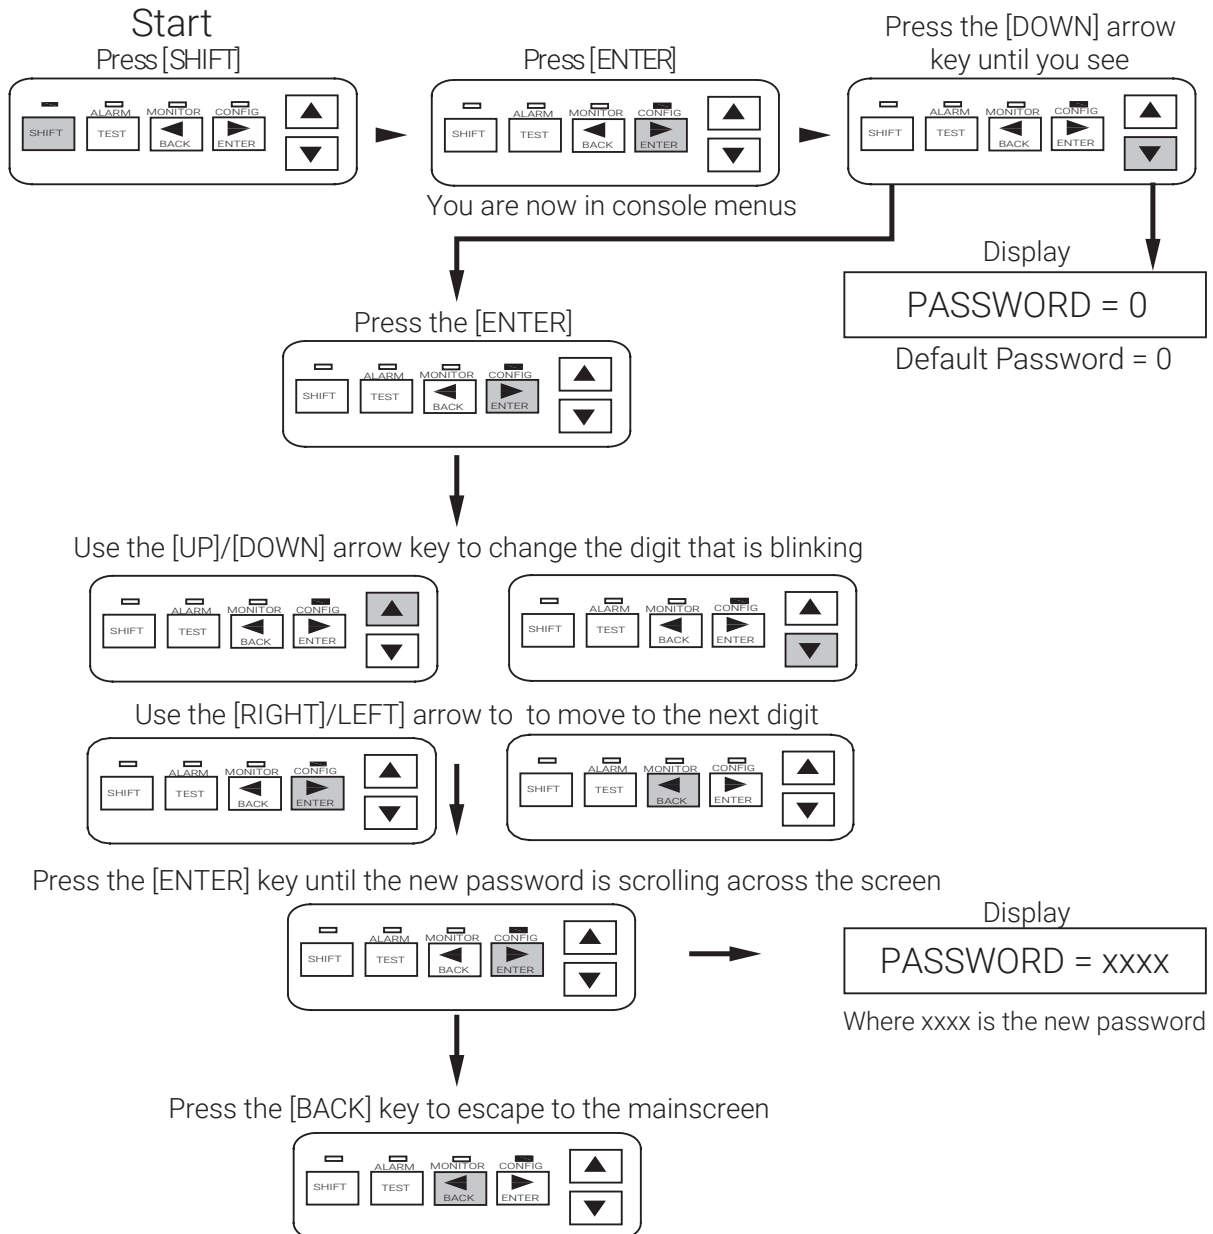 Start
Press [SHIFT]
SHIFT
ALARM
TEST
MONITOR
BACK
CONFIG
ENTER
Press [ENTER]
SHIFT
ALARM
TEST
MONITOR
BACK
CONFIG
ENTER
You are now in console menus
Press the [DOWN] arrow
key until you see
SHIFT
ALARM
TEST
MONITOR
BACK
CONFIG
ENTER
Display
PASSWORD = 0
Default Password = 0
Press the [ENTER]
SHIFT
ALARM
TEST
MONITOR
BACK
CONFIG
ENTER
Use the [UP]/[DOWN] arrow key to change the digit that is blinking
SHIFT
ALARM
TEST
MONITOR
BACK
CONFIG
ENTER
SHIFT
ALARM
TEST
MONITOR
BACK
CONFIG
ENTER
Use the [RIGHT]/LEFT] arrow to to move to the next digit
SHIFT
ALARM
TEST
MONITOR
BACK
CONFIG
ENTER
SHIFT
ALARM
TEST
MONITOR
BACK
CONFIG
ENTER
Press the [ENTER] key until the new password is scrolling across the screen
SHIFT
ALARM
TEST
MONITOR
BACK
CONFIG
ENTER
Display
PASSWORD = xxxx
Where xxxx is the new password
Press the [BACK] key to escape to the mainscreen
SHIFT
ALARM
TEST
MONITOR
BACK
CONFIG
ENTER